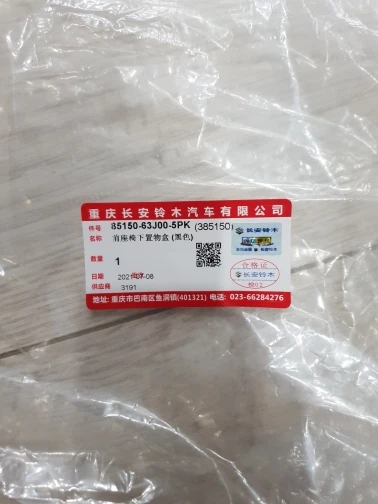 重庆长安铃木汽车有限公司
件号 85150-63J00-5PK (385150)
名称 前座椅下置物盒 (黑色)
长安铃木
数量 1
合格证
长安铃木
检02
日期
供应商 3191
地址: 重庆市巴南区鱼洞镇(401321) 电话: 023-66284276